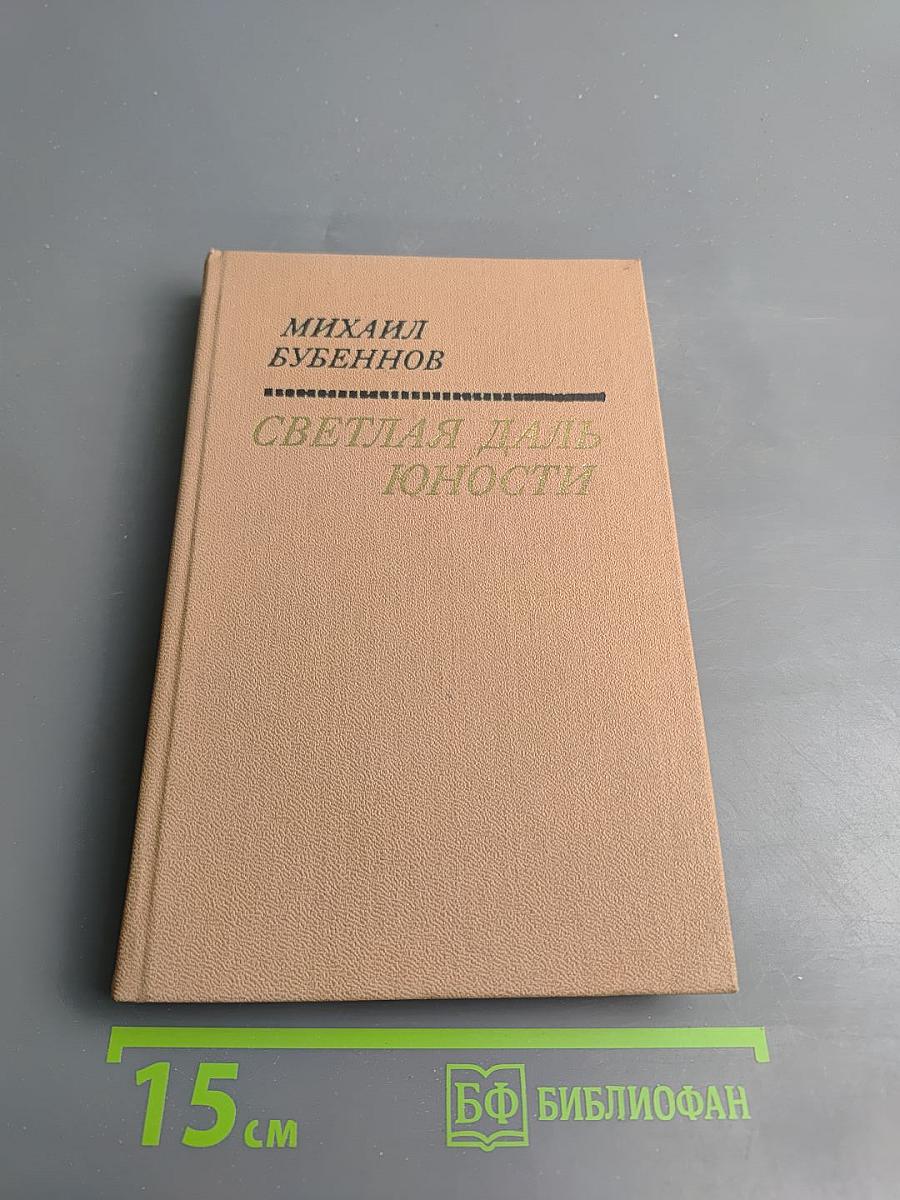 МИХАИЛ
БУБЕННОВ
СВЕТЛАЯ ДАЛЬ
ЮНОСТИ
15 см
БФ БИБЛИОФАН